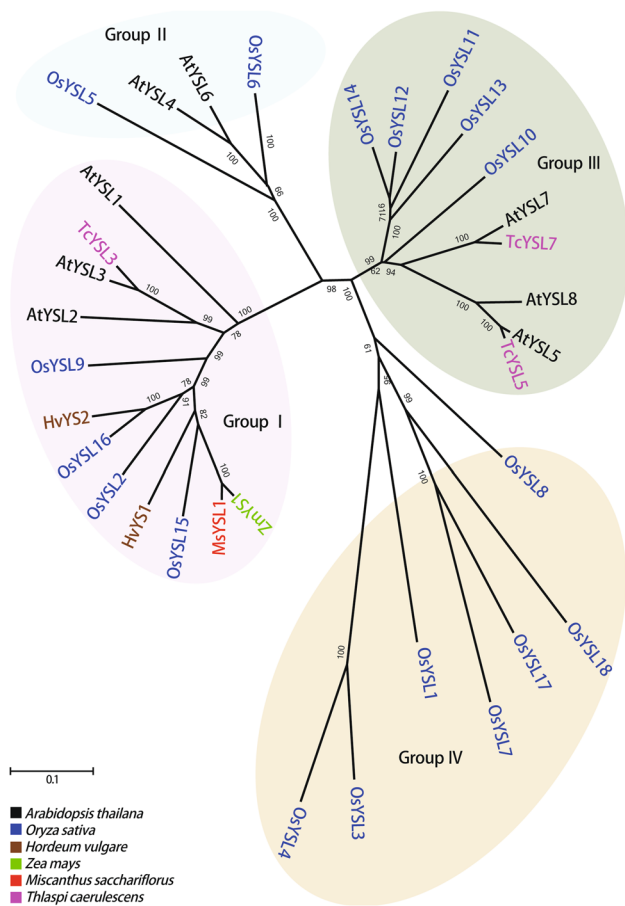 Group II
OsYSL5
AtYSL4
AtYSL6
OsYSL6
100
100
66
100
OsYSL14
OsYSL12
OsYSL11
OsYSL13
OsYSL10
Group III
AtYSL7
TcYSL7
AtYSL8
AtYSL5
TcYSL5
100
99
62
94
100
100
100
98
100
AtYSL1
TcYSL3
AtYSL3
AtYSL2
OsYSL9
HvYS2
OsYSL16
OsYSL2
HvYS1
OsYSL15
MsYSL1
ZmYS1
Group I
100
99
100
78
99
99
78
100
91
82
100
61
99
100
100
OsYSL8
OsYSL18
OsYSL17
OsYSL7
OsYSL1
OsYSL3
OsYSL4
Group IV
0.1
Arabidopsis thailana
Oryza sativa
Hordeum vulgare
Zea mays
Miscanthus sacchariflorus
Thlaspi caerulescens